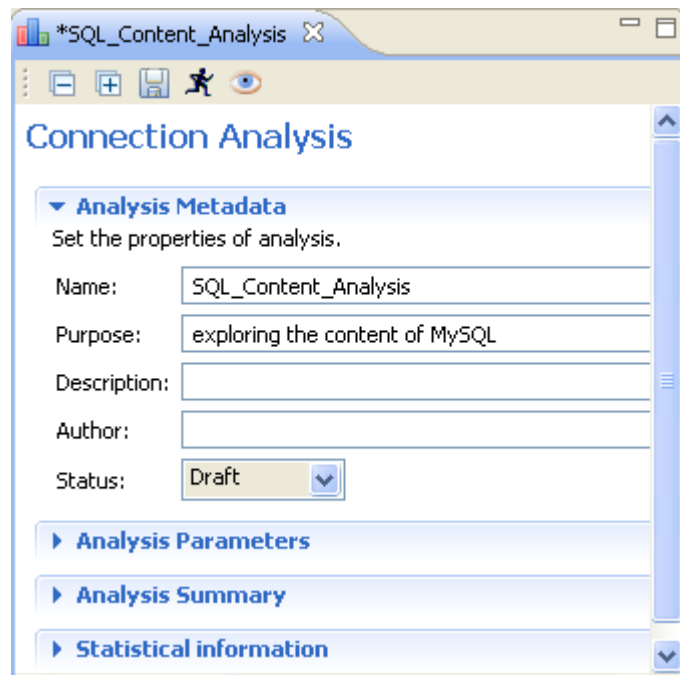 *SQL_Content_Analysis
Connection Analysis
Analysis Metadata
Set the properties of analysis.
Name: SQL_Content_Analysis
Purpose: exploring the content of MySQL
Description:
Author:
Status: Draft
Analysis Parameters
Analysis Summary
Statistical information